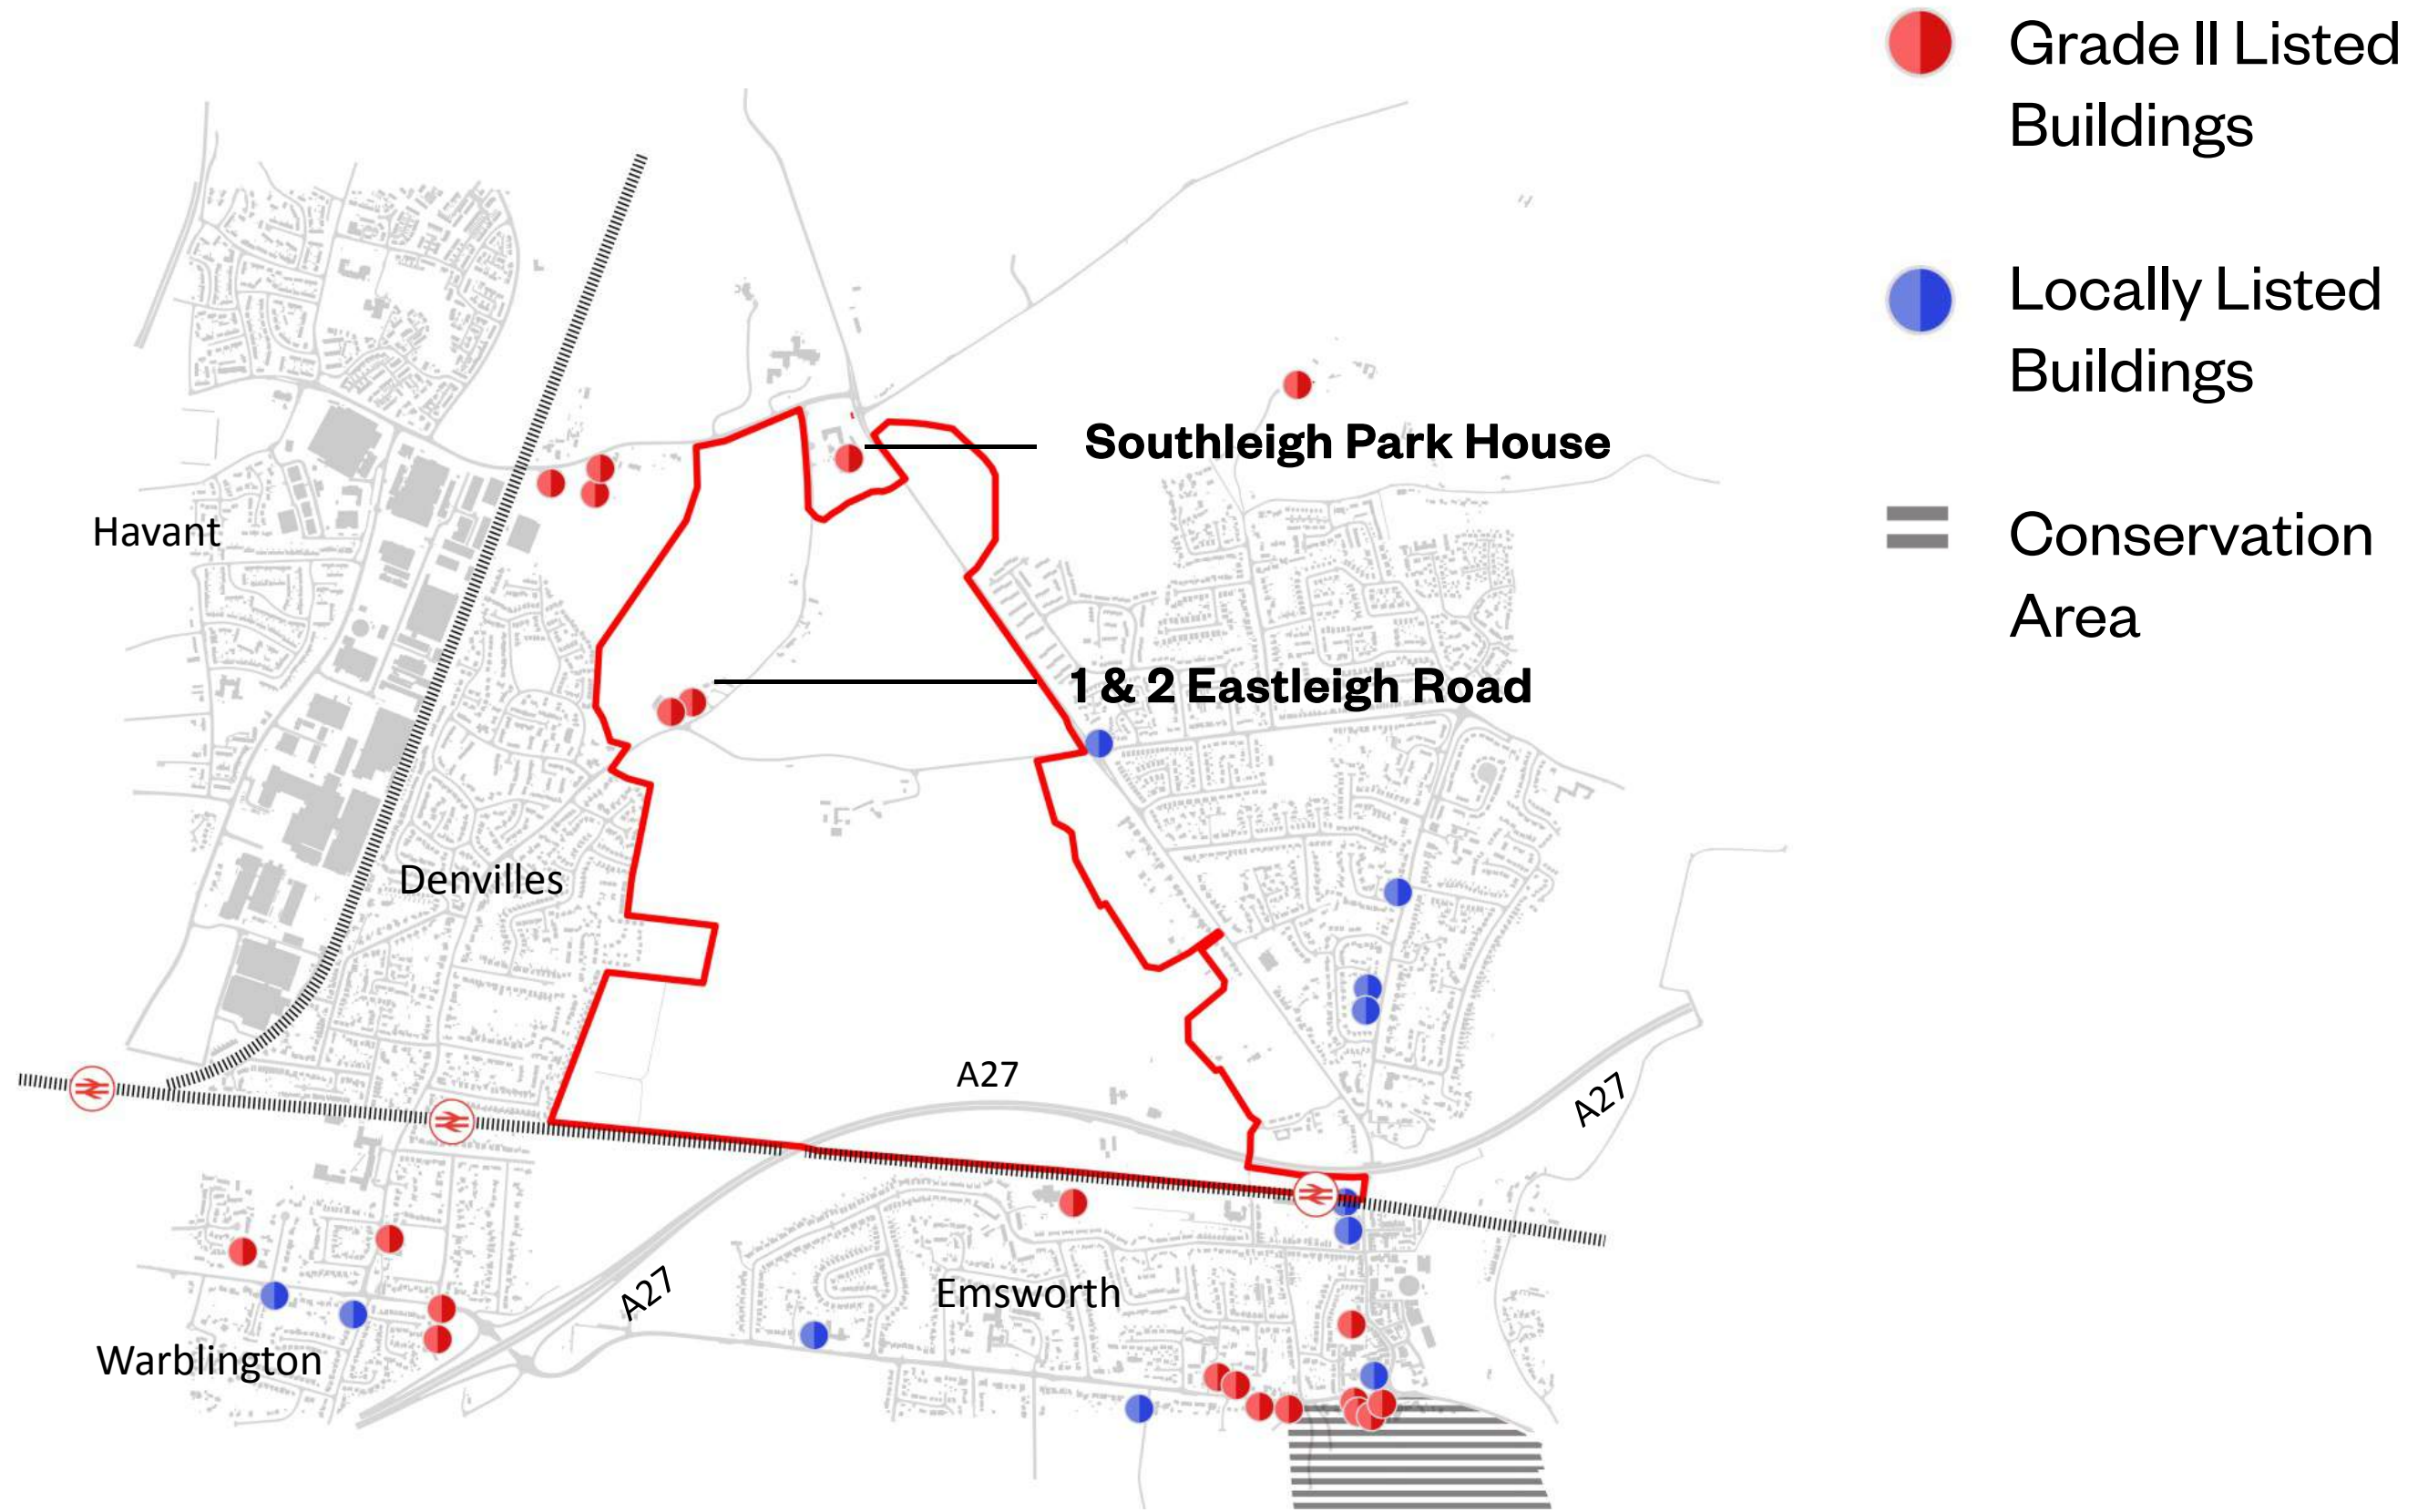 Grade II Listed
Buildings
Locally Listed
Buildings
Conservation
Area
Southleigh Park House
Havant
1 & 2 Eastleigh Road
Denvilles
A27
A27
A27
Emsworth
Warblington